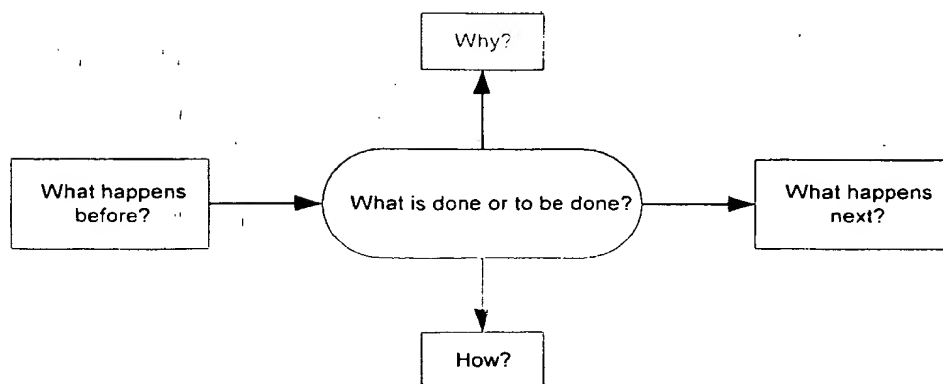 Why?
What happens
before?
What is done or to be done?
What happens
next?
How?